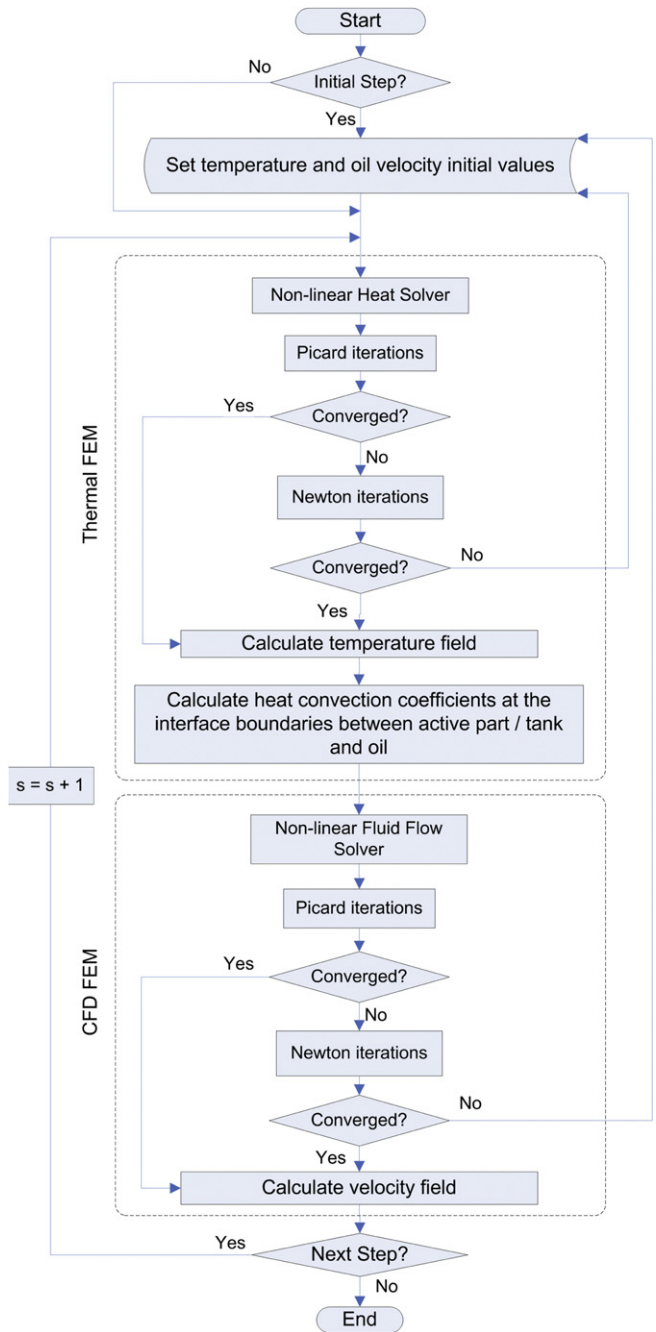 Start
No
Initial Step?
Yes
Set temperature and oil velocity initial values
Thermal FEM
Non-linear Heat Solver
Picard iterations
Yes
Converged?
No
Newton iterations
Converged?
No
Yes
Calculate temperature field
Calculate heat convection coefficients at the
interface boundaries between active part / tank
and oil
s = s + 1
CFD FEM
Non-linear Fluid Flow
Solver
Picard iterations
Yes
Converged?
No
Newton iterations
Converged?
No
Yes
Calculate velocity field
Yes
Next Step?
No
End